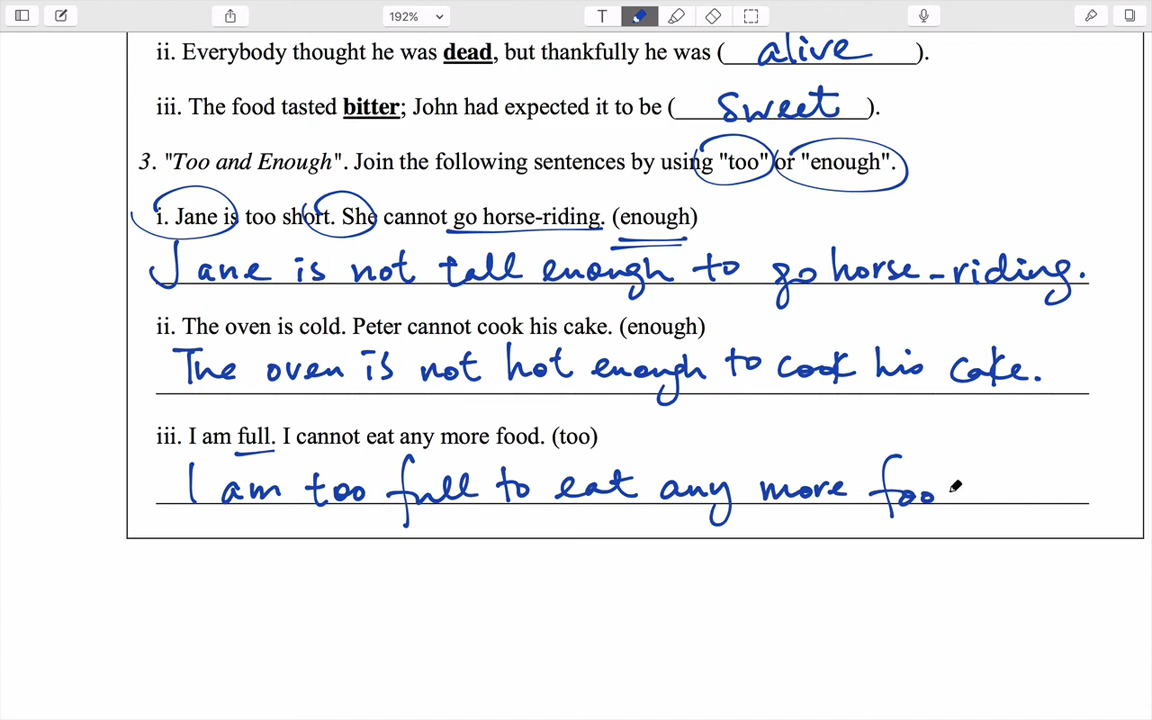 192%
T
ii. Everybody thought he was dead, but thankfully he was ( alive ).
iii. The food tasted bitter; John had expected it to be ( sweet ).
3. "Too and Enough". Join the following sentences by using "too" or "enough".
i. Jane is too short. She cannot go horse-riding. (enough)
Jane is not tall enough to go horse-riding.
ii. The oven is cold. Peter cannot cook his cake. (enough)
The oven is not hot enough to cook his cake.
iii. I am full. I cannot eat any more food. (too)
I am too full to eat any more foo